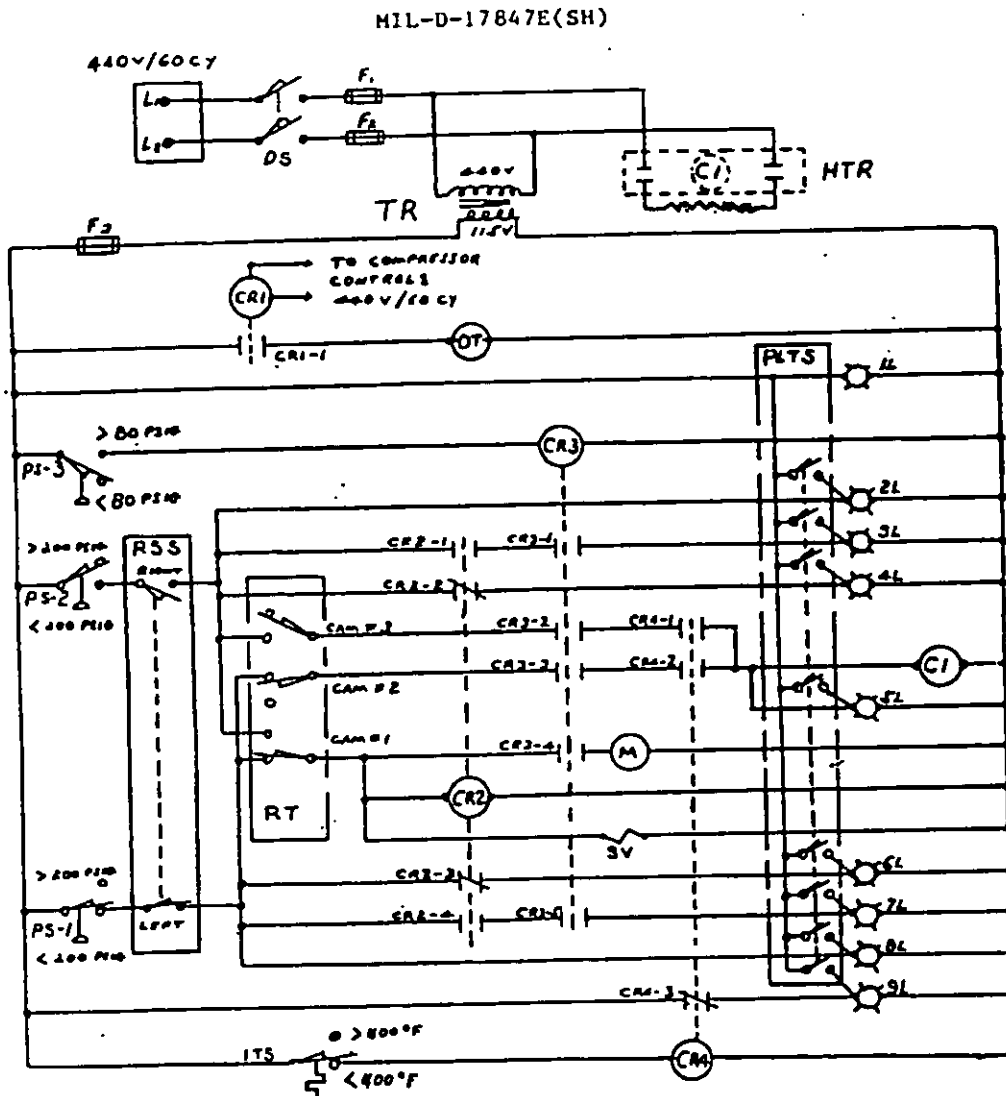 MIL-D-17847E(SH)
440V/60CY
L1
L2
DS
F1
F2
440V
TR
115V
C1
HTR
F3
CR1
TO COMPRESSOR
CONTROLS
440V/60CY
CR1-1
DT
PLTS
1L
>80 PSIG
PS-3
<80 PSIG
CR3
2L
>200 PSIG
RSS
RIGHT
PS-2
<200 PSIG
CR2-1
CR3-1
3L
CR2-2
4L
CAM #3
CR3-2
CR4-1
CAM #2
CR3-3
CR4-2
C1
5L
CAM #1
CR3-4
M
RT
CR2
SV
CR2-3
6L
>200 PSIG
CR2-4
7L
PS-1
LEFT
<200 PSIG
8L
CR4-3
9L
ITS
>400°F
<400°F
CR4